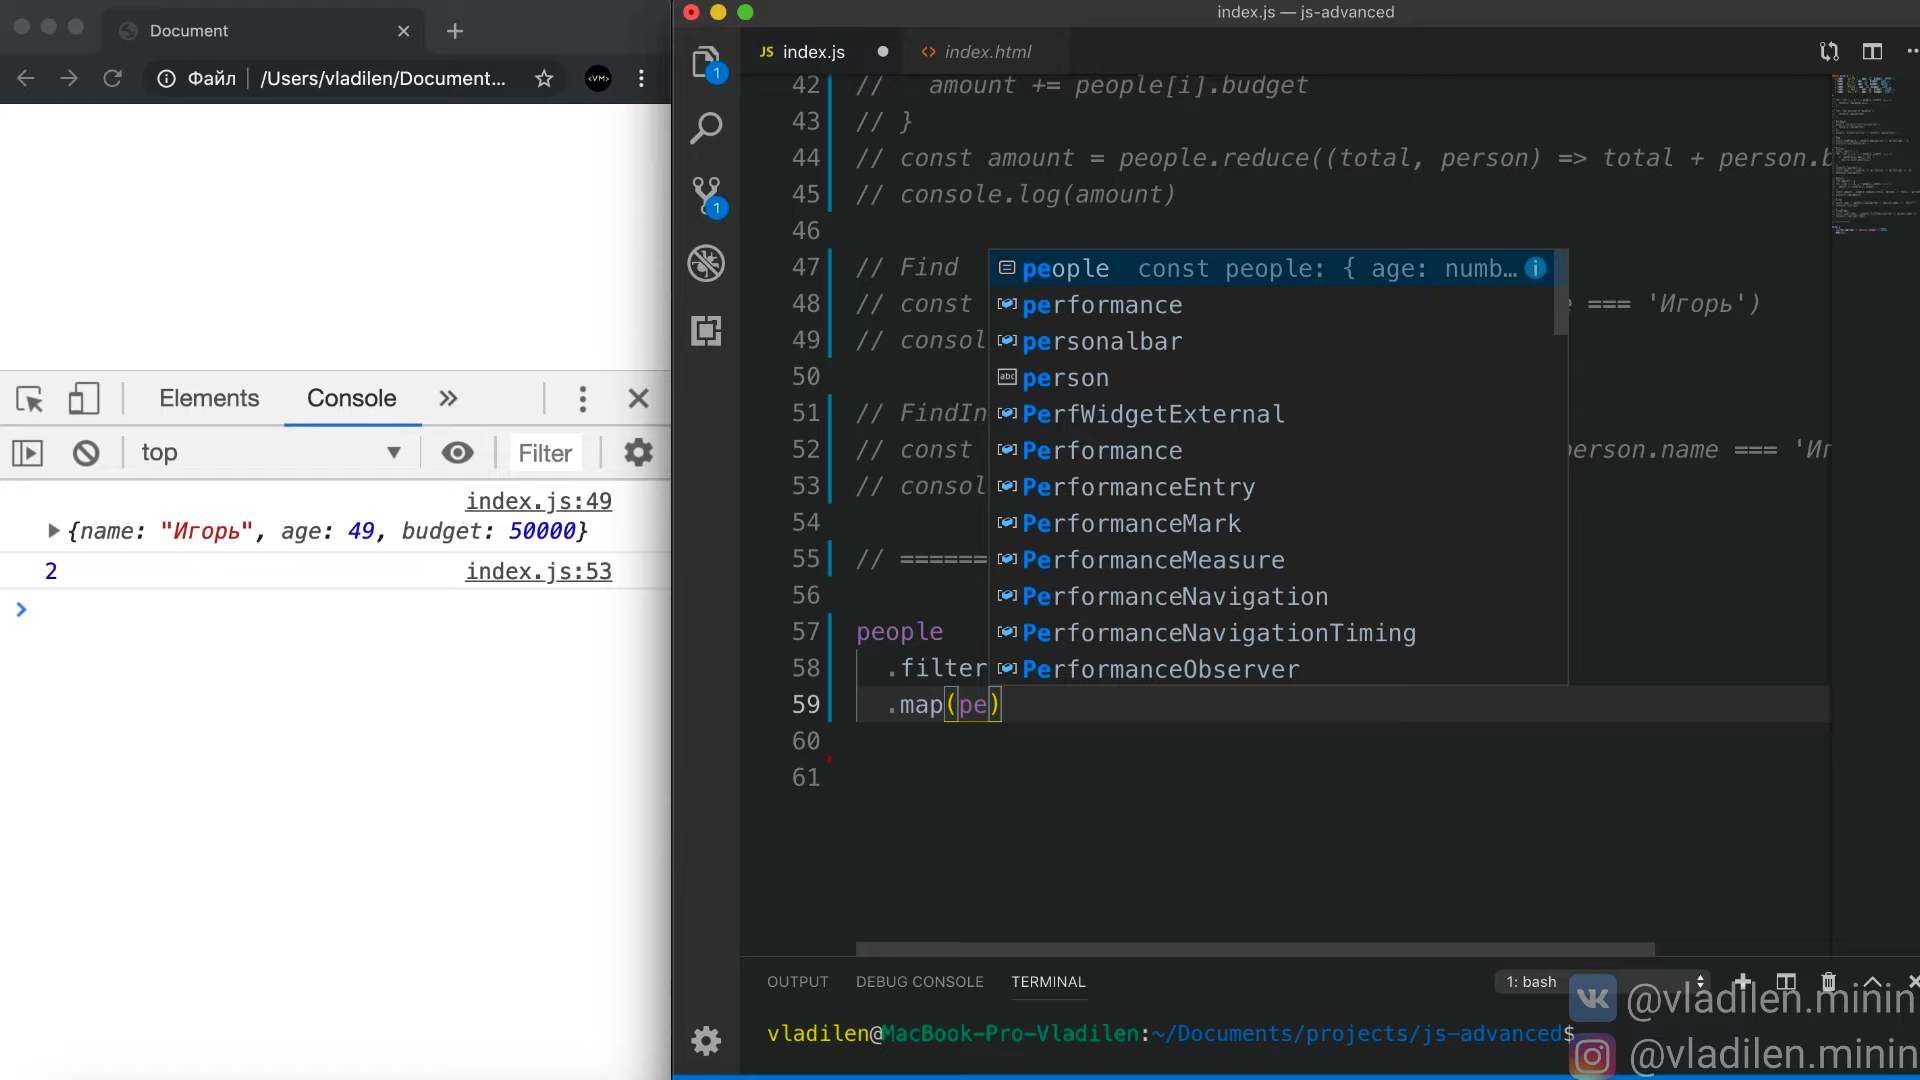 Document
Файл /Users/vladilen/Document...
<VM>
Elements Console
top Filter
index.js:49
{name: "Игорь", age: 49, budget: 50000}
2 index.js:53
index.js — js-advanced
JS index.js index.html
1
1
42 // amount += people[i].budget
43 // }
44 // const amount = people.reduce((total, person) => total + person.b
45 // console.log(amount)
46
47 // Find
48 // const e === 'Игорь')
49 // consol
50
51 // FindIn
52 // const person.name === 'Иг
53 // consol
54
55 // ======
56
57 people
58 .filter
59 .map(pe)
60
61
people const people: { age: numb...
performance
personalbar
abc person
PerfWidgetExternal
Performance
PerformanceEntry
PerformanceMark
PerformanceMeasure
PerformanceNavigation
PerformanceNavigationTiming
PerformanceObserver
OUTPUT DEBUG CONSOLE TERMINAL 1: bash
vladilen@MacBook-Pro-Vladilen:~/Documents/projects/js-advanced$
@vladilen.minin
@vladilen.minin